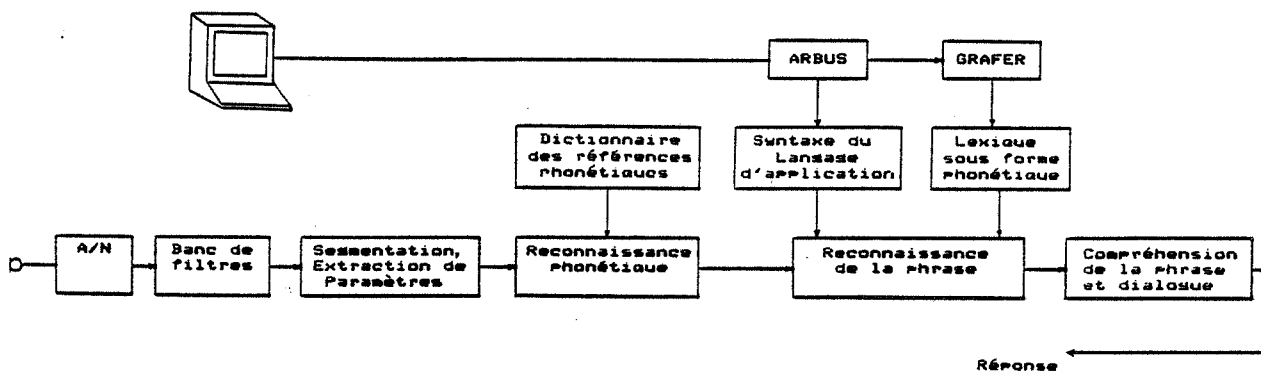 ARBUS
GRAFER
Dictionnaire
des références
phonétiques
Syntaxe du
Langage
d'application
Lexique
sous forme
phonétique
A/N
Banc de
filtres
Segmentation,
Extraction de
Paramètres
Reconnaissance
phonétique
Reconnaissance
de la phrase
Compréhension
de la phrase
et dialogue
Réponse